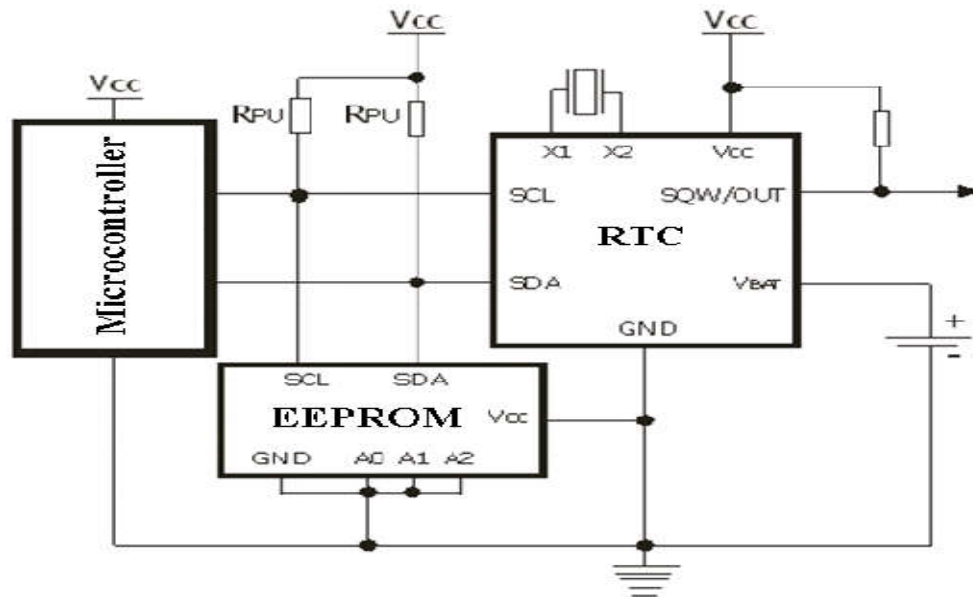 Vcc
Vcc
Vcc
RPU
RPU
X1 X2 Vcc
Microcontroller
SCL SQW/OUT
RTC
SDA VBAT
+
GND
-
SCL SDA
EEPROM Vcc
GND A0 A1 A2